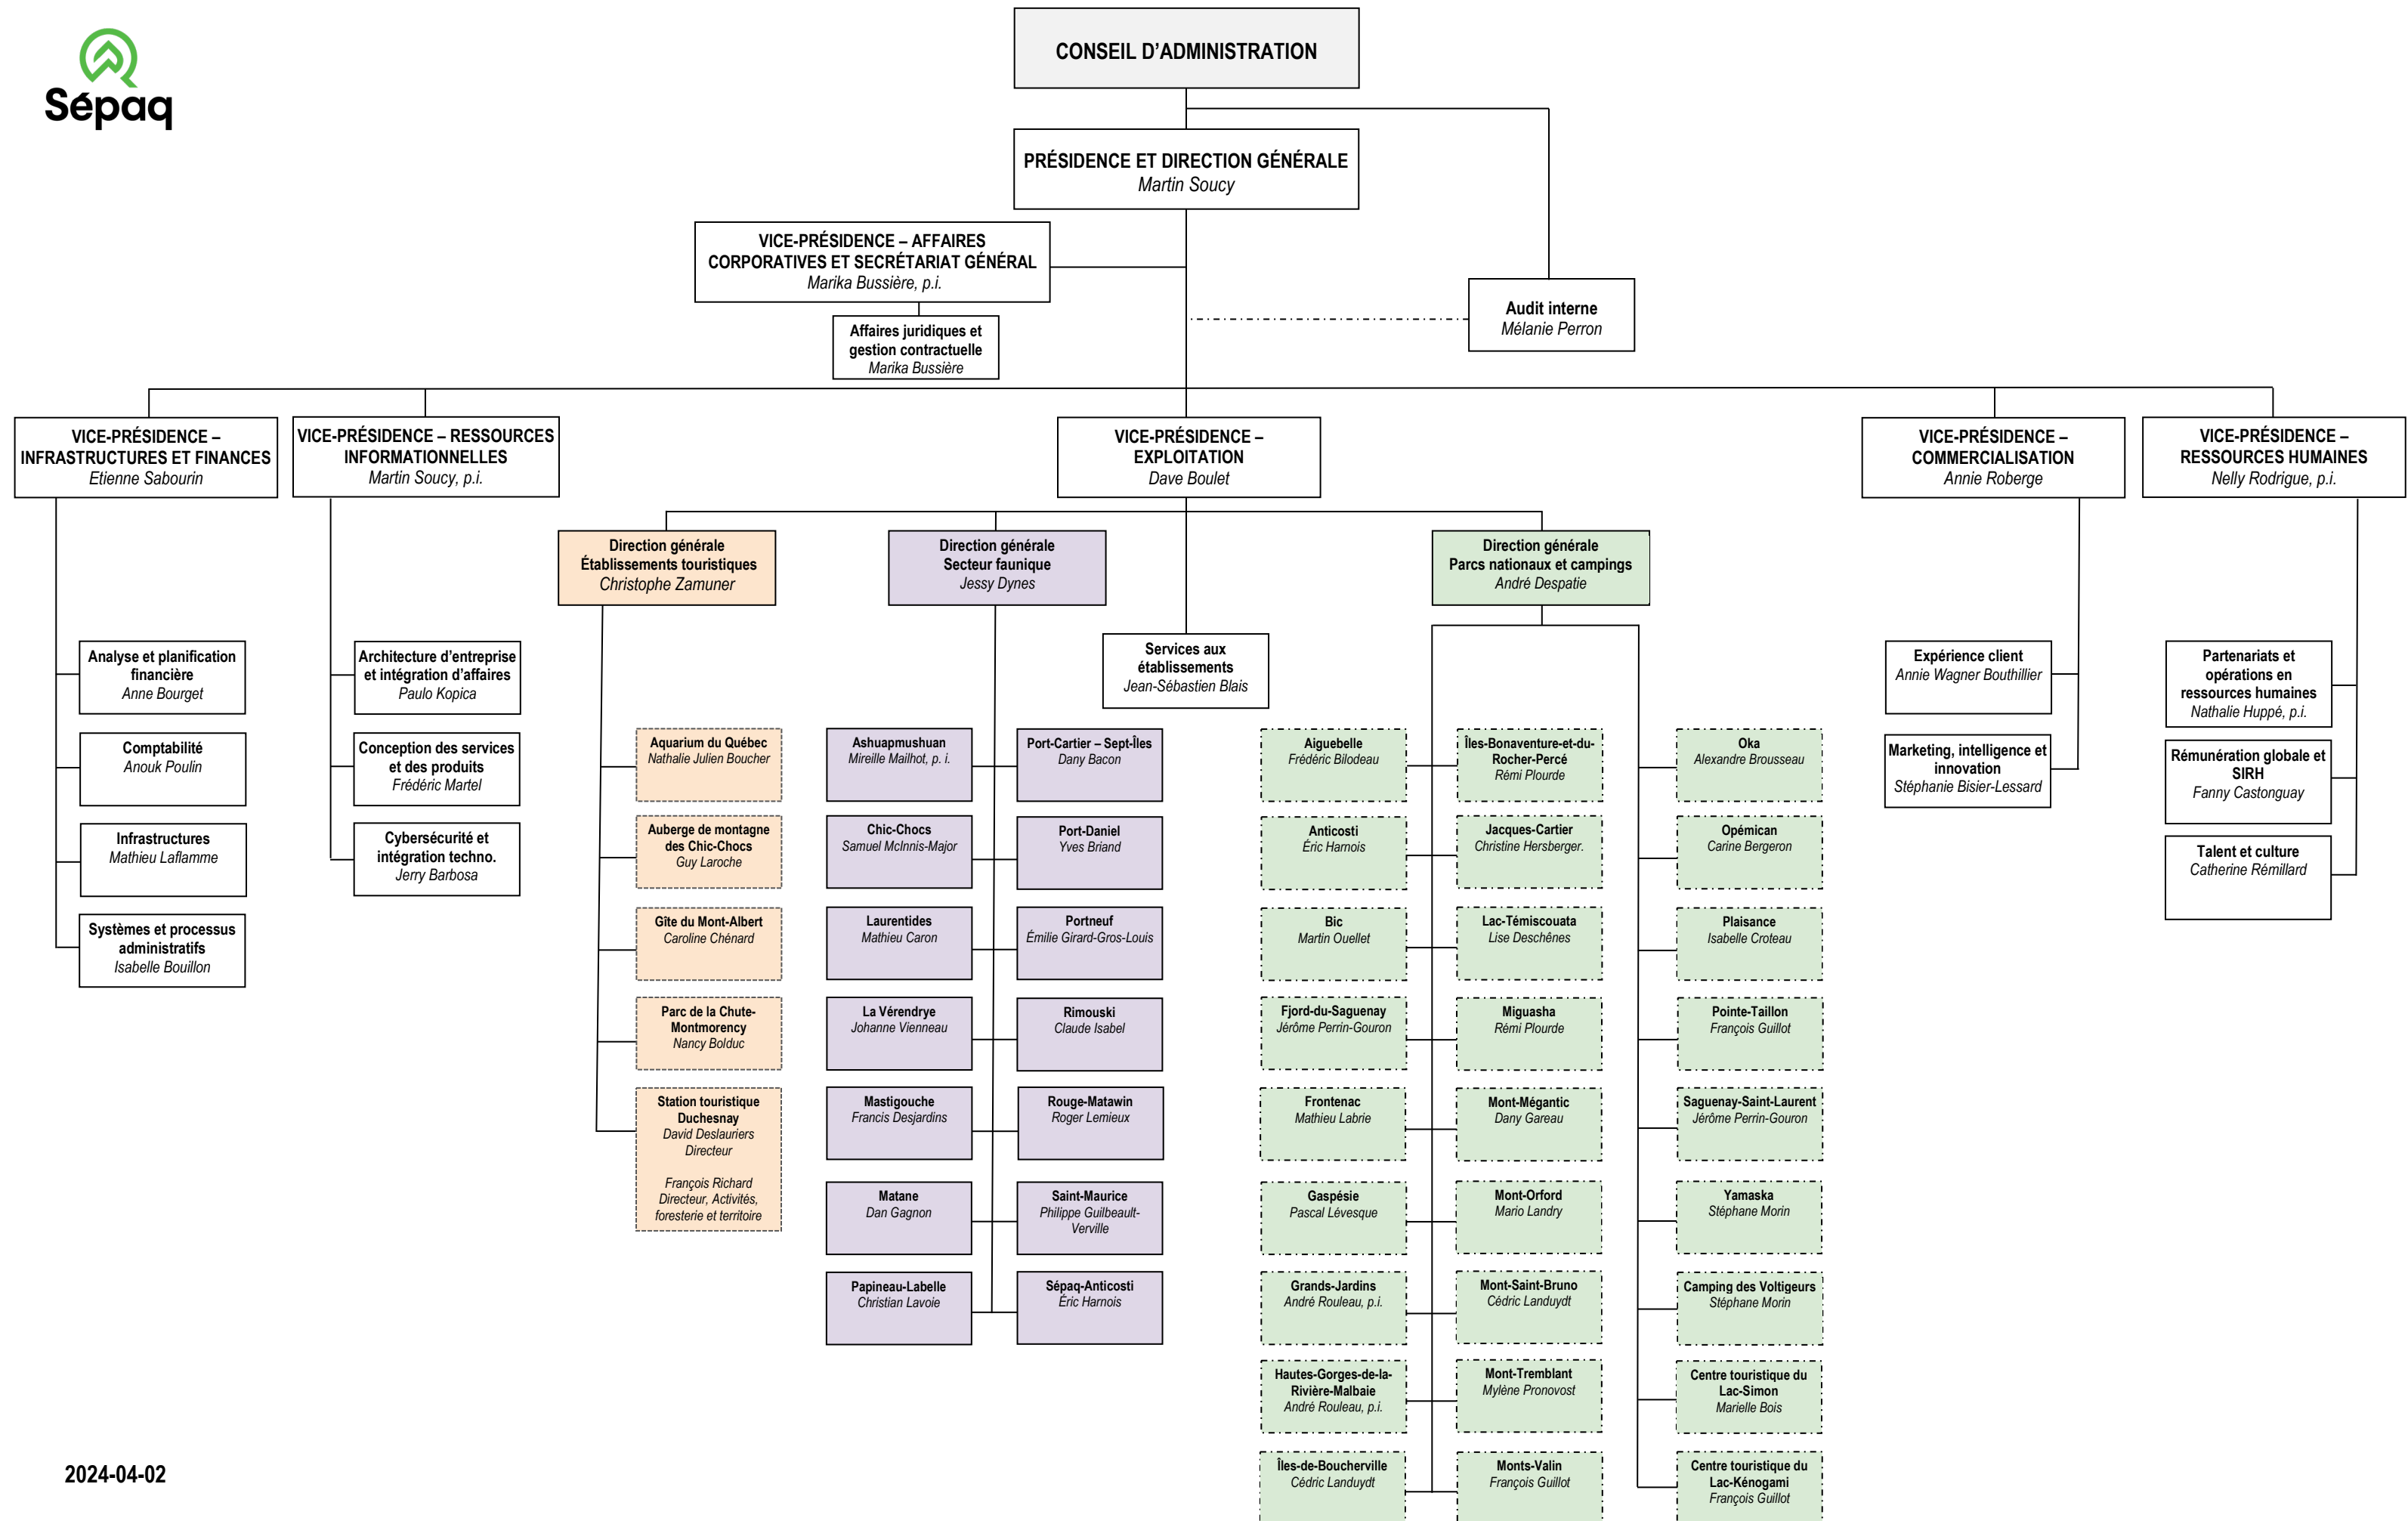 Sépaq
CONSEIL D'ADMINISTRATION
PRÉSIDENCE ET DIRECTION GÉNÉRALE
Martin Soucy
VICE-PRÉSIDENCE – AFFAIRES
CORPORATIVES ET SECRÉTARIAT GÉNÉRAL
Marika Bussière, p.i.
Affaires juridiques et
gestion contractuelle
Marika Bussière
Audit interne
Mélanie Perron
VICE-PRÉSIDENCE –
INFRASTRUCTURES ET FINANCES
Etienne Sabourin
VICE-PRÉSIDENCE – RESSOURCES
INFORMATIONNELLES
Martin Soucy, p.i.
VICE-PRÉSIDENCE –
EXPLOITATION
Dave Boulet
VICE-PRÉSIDENCE –
COMMERCIALISATION
Annie Roberge
VICE-PRÉSIDENCE –
RESSOURCES HUMAINES
Nelly Rodrigue, p.i.
Direction générale
Établissements touristiques
Christophe Zamuner
Direction générale
Secteur faunique
Jessy Dynes
Direction générale
Parcs nationaux et campings
André Despatie
Services aux
établissements
Jean-Sébastien Blais
Analyse et planification
financière
Anne Bourget
Comptabilité
Anouk Poulin
Infrastructures
Mathieu Laflamme
Systèmes et processus
administratifs
Isabelle Bouillon
Architecture d'entreprise
et intégration d'affaires
Paulo Kopica
Conception des services
et des produits
Frédéric Martel
Cybersécurité et
intégration techno.
Jerry Barbosa
Aquarium du Québec
Nathalie Julien Boucher
Auberge de montagne
des Chic-Chocs
Guy Laroche
Gîte du Mont-Albert
Caroline Chénard
Parc de la Chute-
Montmorency
Nancy Bolduc
Station touristique
Duchesnay
David Deslauriers
Directeur
François Richard
Directeur, Activités,
foresterie et territoire
Ashuapmushuan
Mireille Mailhot, p. i.
Chic-Chocs
Samuel McInnis-Major
Laurentides
Mathieu Caron
La Vérendrye
Johanne Vienneau
Mastigouche
Francis Desjardins
Matane
Dan Gagnon
Papineau-Labelle
Christian Lavoie
Port-Cartier – Sept-Îles
Dany Bacon
Port-Daniel
Yves Briand
Portneuf
Émilie Girard-Gros-Louis
Rimouski
Claude Isabel
Rouge-Matawin
Roger Lemieux
Saint-Maurice
Philippe Guilbeault-
Verville
Sépaq-Anticosti
Éric Harnois
Aiguebelle
Frédéric Bilodeau
Anticosti
Éric Harnois
Bic
Martin Ouellet
Fjord-du-Saguenay
Jérôme Perrin-Gouron
Frontenac
Mathieu Labrie
Gaspésie
Pascal Lévesque
Grands-Jardins
André Rouleau, p.i.
Hautes-Gorges-de-la-
Rivière-Malbaie
André Rouleau, p.i.
Îles-de-Boucherville
Cédric Landuydt
Îles-Bonaventure-et-du-
Rocher-Percé
Rémi Plourde
Jacques-Cartier
Christine Hersberger.
Lac-Témiscouata
Lise Deschênes
Miguasha
Rémi Plourde
Mont-Mégantic
Dany Gareau
Mont-Orford
Mario Landry
Mont-Saint-Bruno
Cédric Landuydt
Mont-Tremblant
Mylène Pronovost
Monts-Valin
François Guillot
Oka
Alexandre Brousseau
Opémican
Carine Bergeron
Plaisance
Isabelle Croteau
Pointe-Taillon
François Guillot
Saguenay-Saint-Laurent
Jérôme Perrin-Gouron
Yamaska
Stéphane Morin
Camping des Voltigeurs
Stéphane Morin
Centre touristique du
Lac-Simon
Marielle Bois
Centre touristique du
Lac-Kénogami
François Guillot
Expérience client
Annie Wagner Bouthillier
Marketing, intelligence et
innovation
Stéphanie Bisier-Lessard
Partenariats et
opérations en
ressources humaines
Nathalie Huppé, p.i.
Rémunération globale et
SIRH
Fanny Castonguay
Talent et culture
Catherine Rémillard
2024-04-02